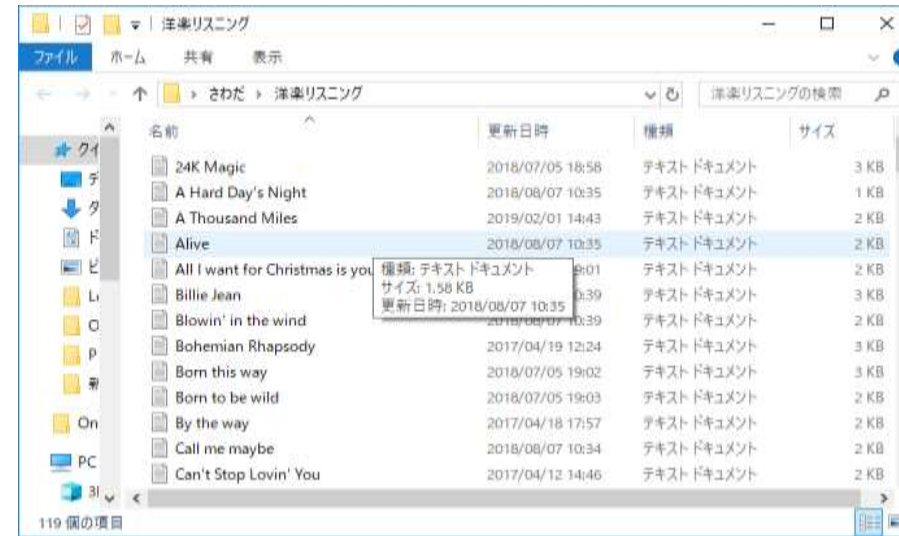 洋楽リスニング
ファイル ホーム 共有 表示
さわだ 洋楽リスニング 洋楽リスニングの検索
名前 更新日時 種類 サイズ
24K Magic 2018/07/05 18:58 テキスト ドキュメント 3 KB
A Hard Day's Night 2018/08/07 10:35 テキスト ドキュメント 1 KB
A Thousand Miles 2019/02/01 14:43 テキスト ドキュメント 2 KB
Alive 2018/08/07 10:35 テキスト ドキュメント 2 KB
All I want for Christmas is you テキスト ドキュメント 2 KB
種類: テキスト ドキュメント
サイズ: 1.58 KB
更新日時: 2018/08/07 10:35
Billie Jean テキスト ドキュメント 3 KB
Blowin' in the wind 2018/08/07 10:39 テキスト ドキュメント 2 KB
Bohemian Rhapsody 2017/04/19 12:24 テキスト ドキュメント 3 KB
Born this way 2018/07/05 19:02 テキスト ドキュメント 3 KB
Born to be wild 2018/07/05 19:03 テキスト ドキュメント 2 KB
By the way 2017/04/18 17:57 テキスト ドキュメント 2 KB
Call me maybe 2018/08/07 10:34 テキスト ドキュメント 2 KB
Can't Stop Lovin' You 2017/04/12 14:46 テキスト ドキュメント 2 KB
クイ
デ
ダ
ド
ピ
O
P
新
On
PC
119 個の項目